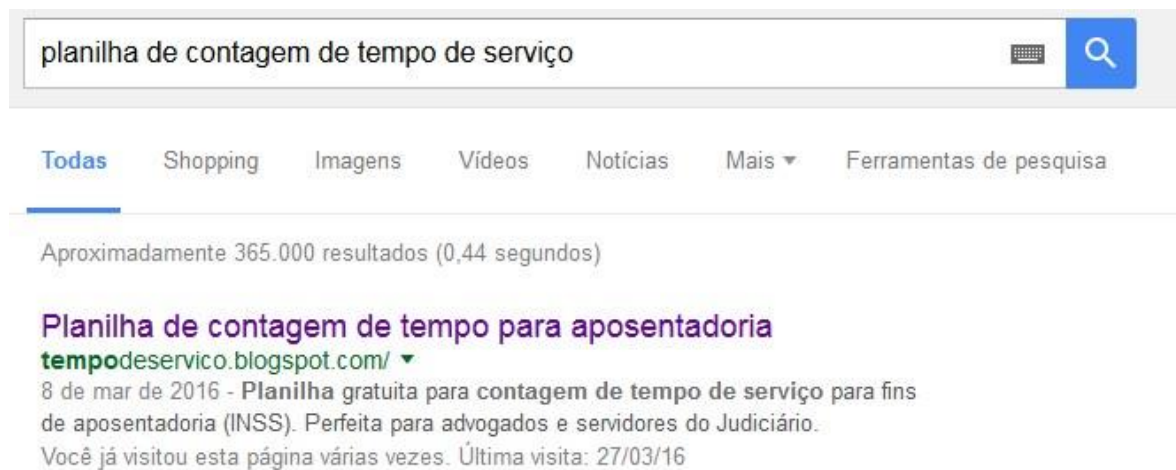 planilha de contagem de tempo de serviço
Todas Shopping Imagens Vídeos Notícias Mais Ferramentas de pesquisa
Aproximadamente 365.000 resultados (0,44 segundos)
Planilha de contagem de tempo para aposentadoria
tempodeservico.blogspot.com/
8 de mar de 2016 - Planilha gratuita para contagem de tempo de serviço para fins
de aposentadoria (INSS). Perfeita para advogados e servidores do Judiciário.
Você já visitou esta página várias vezes. Última visita: 27/03/16